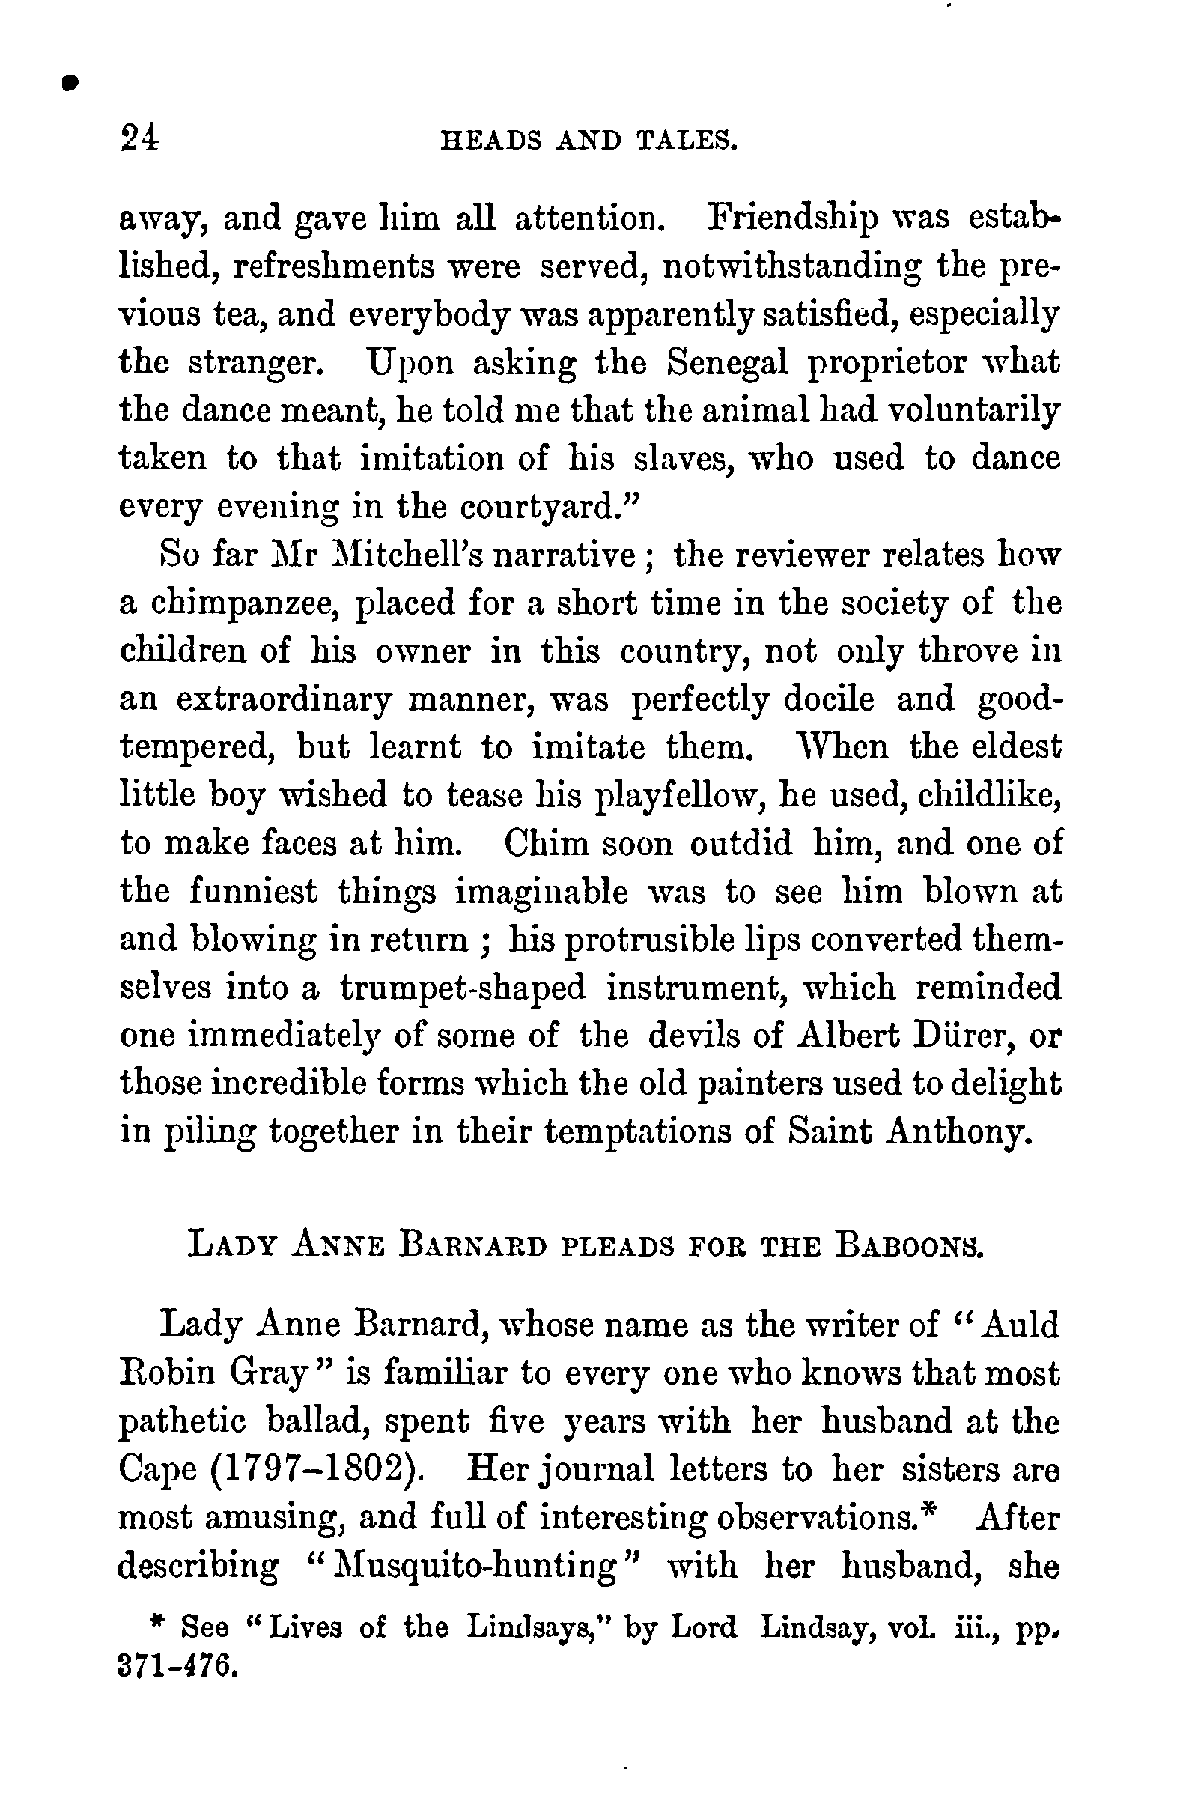 24 HEADS AND TALES.
away, and gave him all attention. Friendship was estab-
lished, refreshments were served, notwithstanding the pre-
vious tea, and everybody was apparently satisfied, especially
the stranger. Upon asking the Senegal proprietor what
the dance meant, he told me that the animal had voluntarily
taken to that imitation of his slaves, who used to dance
every evening in the courtyard.”
So far Mr Mitchell’s narrative ; the reviewer relates how
a chimpanzee, placed for a short time in the society of the
children of his owner in this country, not only throve in
an extraordinary manner, was perfectly docile and good-
tempered, but learnt to imitate them. When the eldest
little boy wished to tease his playfellow, he used, childlike,
to make faces at him. Chim soon outdid him, and one of
the funniest things imaginable was to see him blown at
and blowing in return ; his protrusible lips converted them-
selves into a trumpet-shaped instrument, which reminded
one immediately of some of the devils of Albert Dürer, or
those incredible forms which the old painters used to delight
in piling together in their temptations of Saint Anthony.
LADY ANNE BARNARD PLEADS FOR THE BABOONS.
Lady Anne Barnard, whose name as the writer of “ Auld
Robin Gray ” is familiar to every one who knows that most
pathetic ballad, spent five years with her husband at the
Cape (1797–1802). Her journal letters to her sisters are
most amusing, and full of interesting observations.* After
describing “ Musquito-hunting ” with her husband, she
* See “ Lives of the Lindsays,” by Lord Lindsay, vol. iii., pp.
371–476.